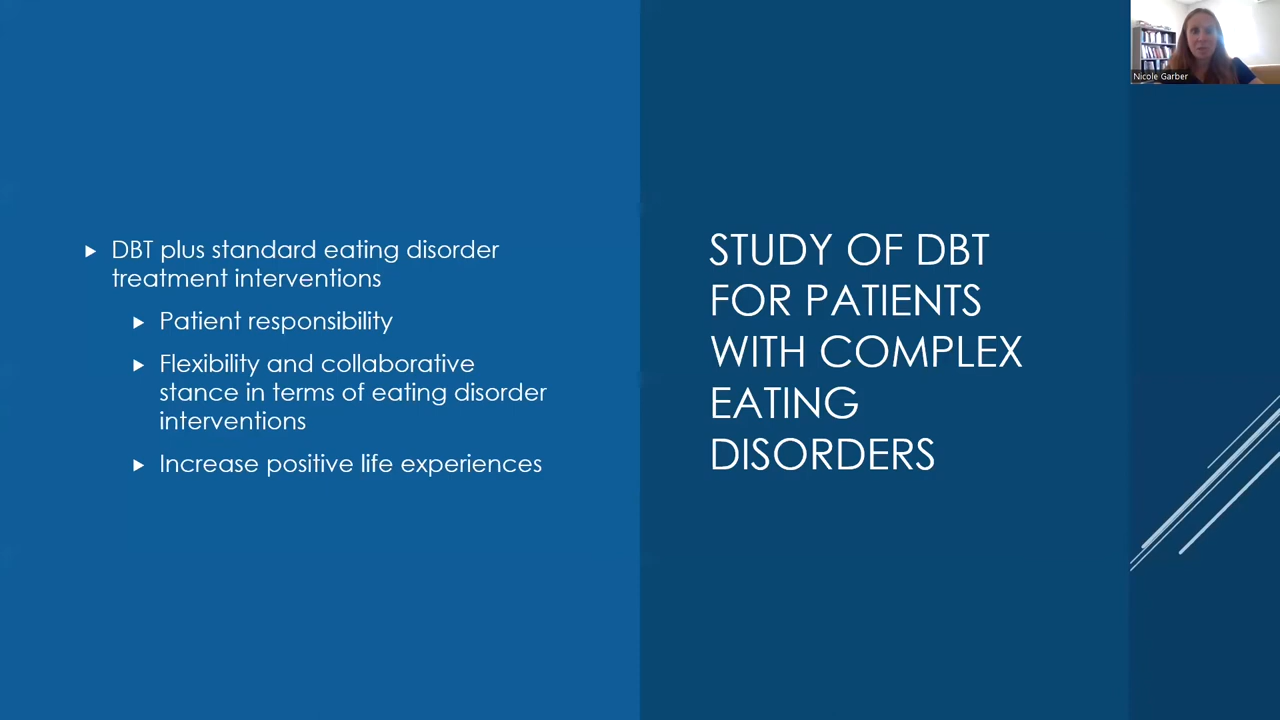 DBT plus standard eating disorder
treatment interventions
Patient responsibility
Flexibility and collaborative
stance in terms of eating disorder
interventions
Increase positive life experiences
STUDY OF DBT
FOR PATIENTS
WITH COMPLEX
EATING
DISORDERS
Nicole Garber